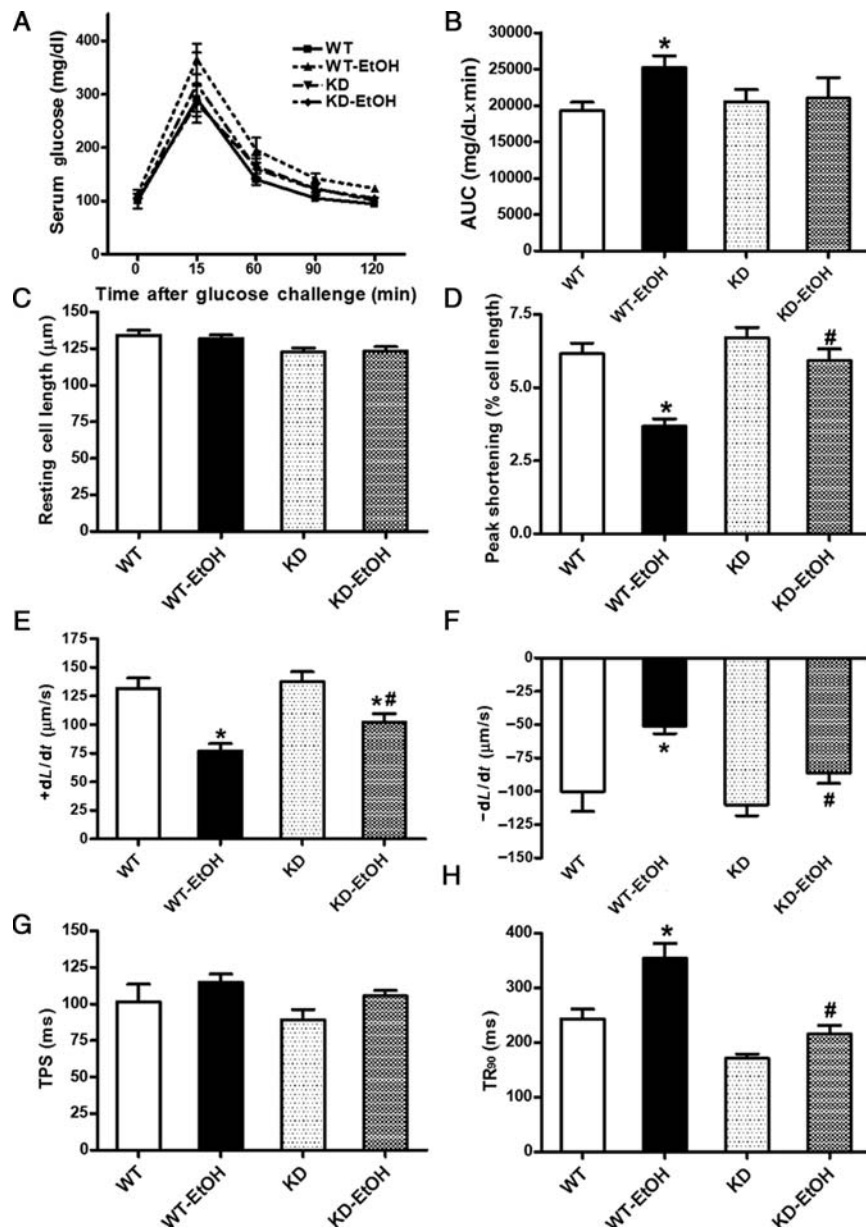 A
Serum glucose (mg/dl)
400
300
200
100
0
WT
WT-EtOH
KD
KD-EtOH
0 15 60 90 120
Time after glucose challenge (min)
B
AUC (mg/dL×min)
30000
25000
20000
15000
10000
5000
0
*
WT WT-EtOH KD KD-EtOH
C
Resting cell length (μm)
150
125
100
75
50
25
0
WT WT-EtOH KD KD-EtOH
D
Peak shortening (% cell length)
7.5
5.0
2.5
0.0
*
#
WT WT-EtOH KD KD-EtOH
E
+dL/dt (μm/s)
175
150
125
100
75
50
25
0
*
*#
WT WT-EtOH KD KD-EtOH
F
−dL/dt (μm/s)
0
−25
−50
−75
−100
−125
−150
*
#
WT WT-EtOH KD KD-EtOH
G
TPS (ms)
150
125
100
75
50
25
0
WT WT-EtOH KD KD-EtOH
H
TR90 (ms)
400
300
200
100
0
*
#
WT WT-EtOH KD KD-EtOH